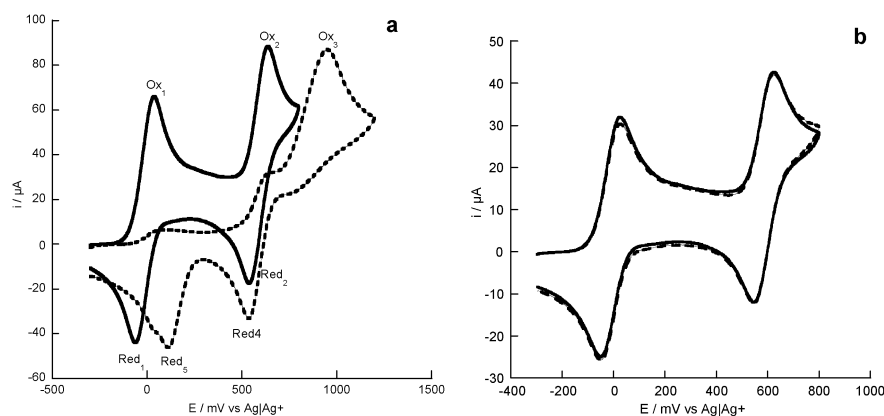 a
100
80
60
40
20
0
-20
-40
-60
i / µA
Ox1
Ox2
Ox3
Red1
Red5
Red4
Red2
-500
0
500
1000
1500
E / mV vs Ag|Ag+
b
50
40
30
20
10
0
-10
-20
-30
i / µA
-400
-200
0
200
400
600
800
1000
E / mV vs Ag|Ag+